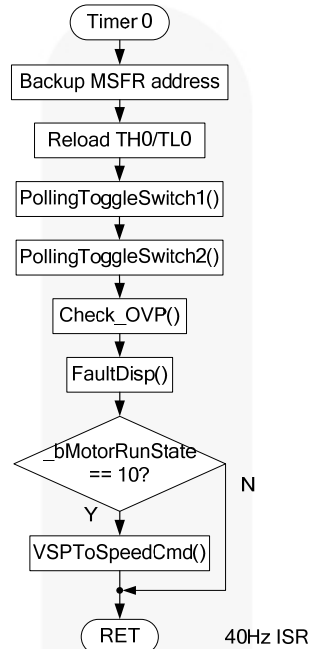 Timer 0
Backup MSFR address
Reload TH0/TL0
PollingToggleSwitch1()
PollingToggleSwitch2()
Check_OVP()
FaultDisp()
_bMotorRunState
== 10?
N
Y
VSPToSpeedCmd()
RET
40Hz ISR